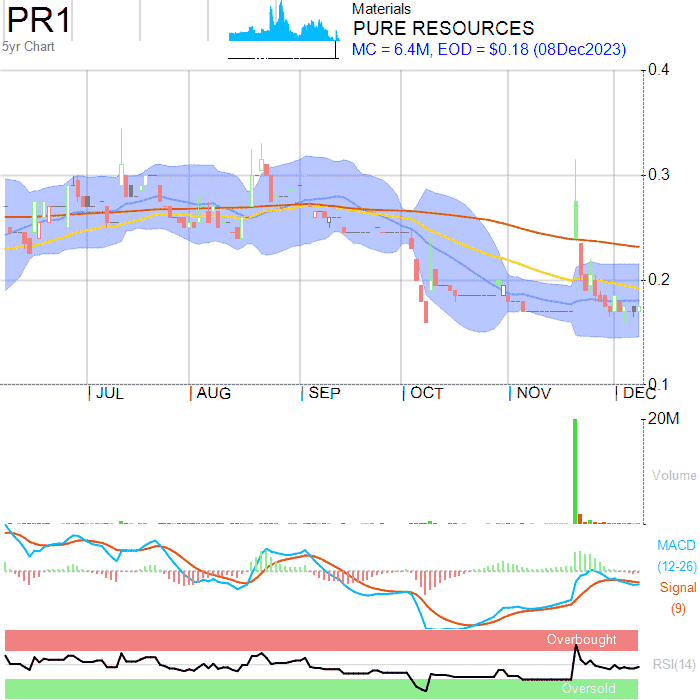 PR1
5yr Chart
Materials
PURE RESOURCES
MC = 6.4M, EOD = $0.18 (08Dec2023)
0.4
0.3
0.2
0.1
JUL AUG SEP OCT NOV DEC
20M
Volume
MACD
(12-26)
Signal
(9)
Overbought
RSI(14)
Oversold